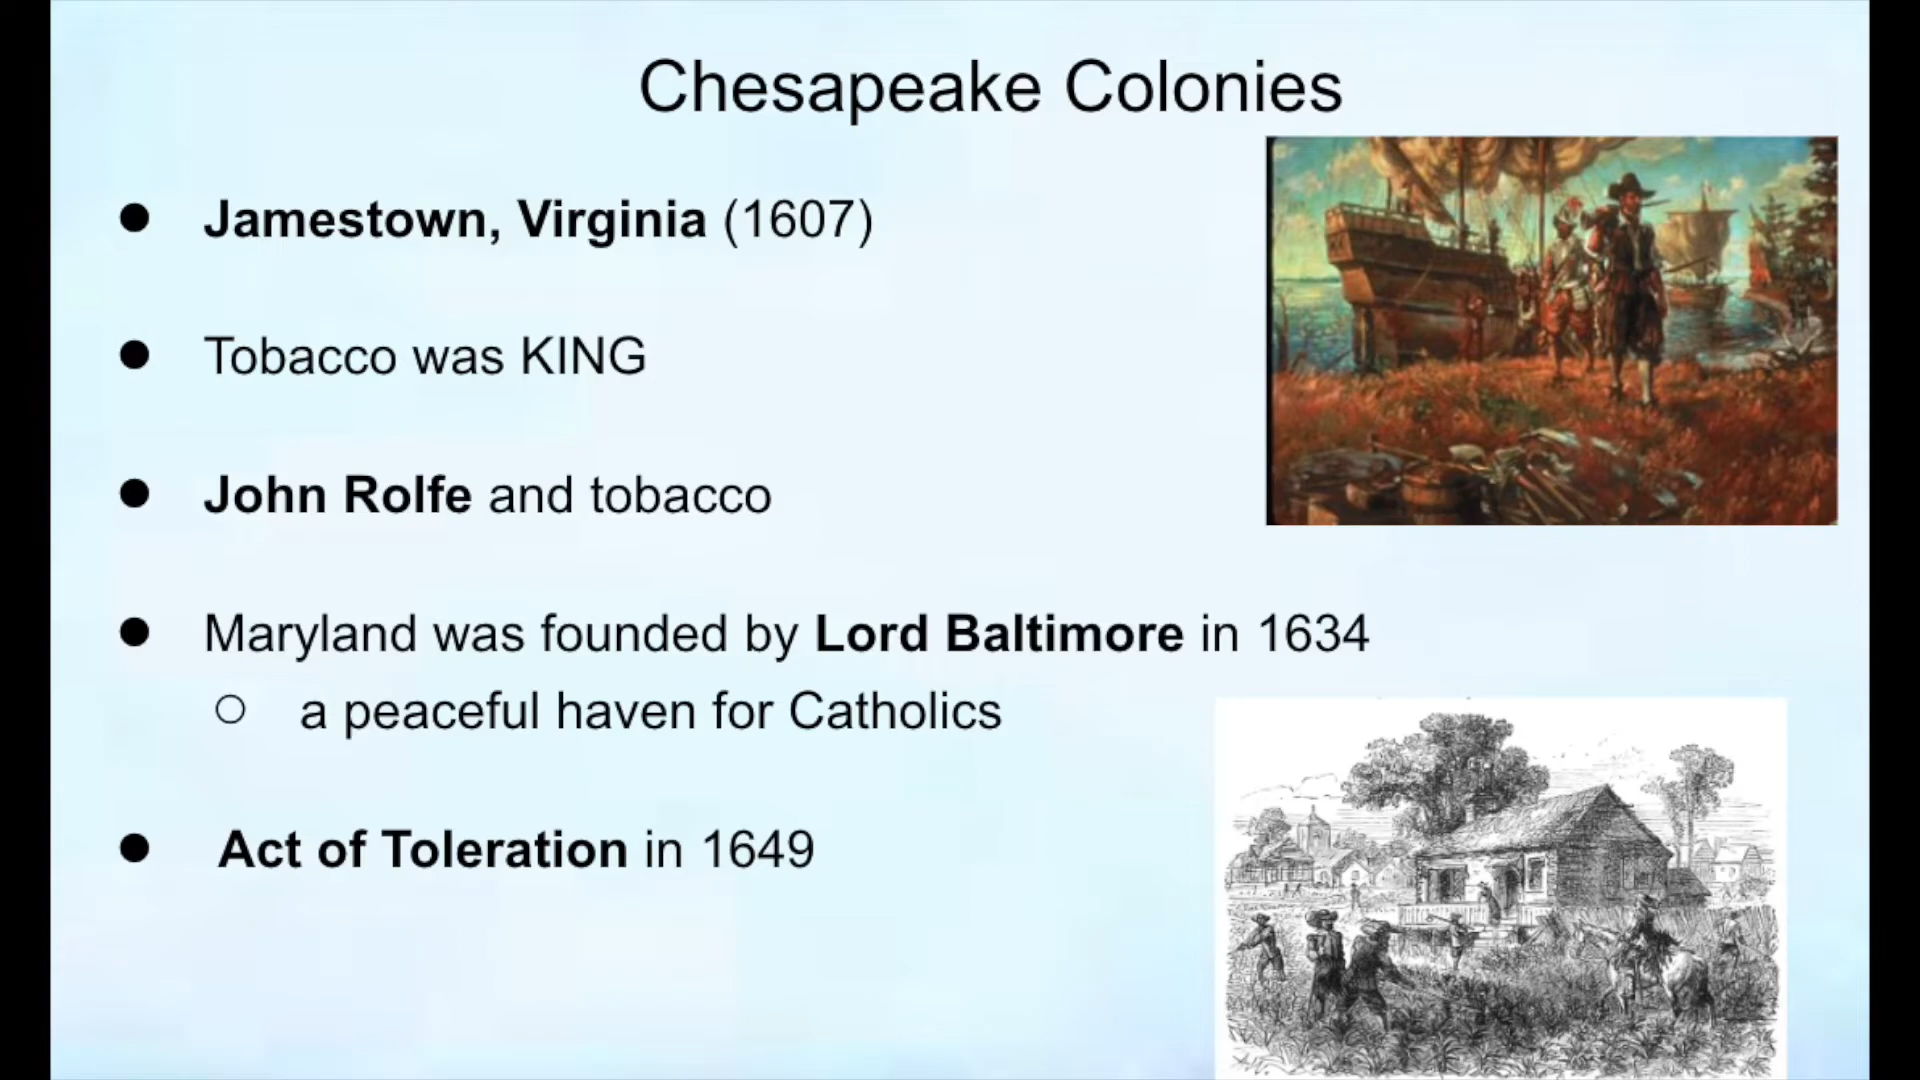 Chesapeake Colonies
● Jamestown, Virginia (1607)
● Tobacco was KING
● John Rolfe and tobacco
● Maryland was founded by Lord Baltimore in 1634
○ a peaceful haven for Catholics
● Act of Toleration in 1649